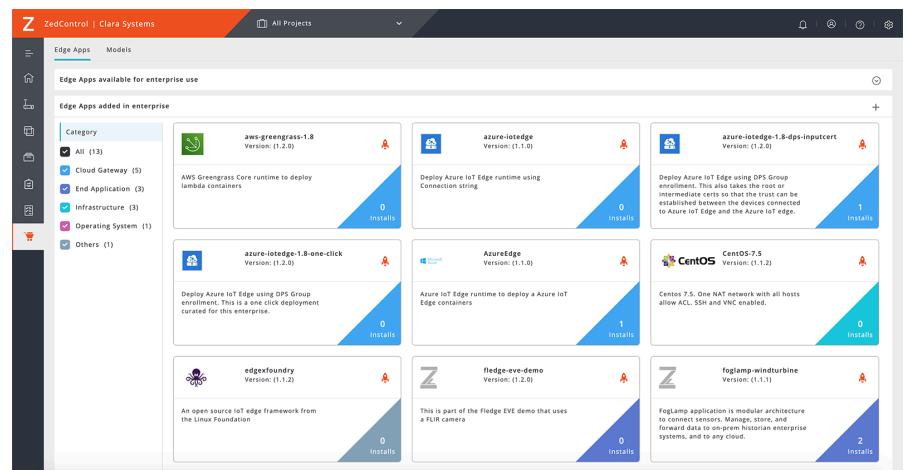 Z ZedControl | Clara Systems
All Projects
Edge Apps Models
Edge Apps available for enterprise use
Edge Apps added in enterprise
Category
All (13)
Cloud Gateway (5)
End Application (3)
Infrastructure (3)
Operating System (1)
Others (1)
aws-greengrass-1.8
Version: (1.2.0)
AWS Greengrass Core runtime to deploy
lambda containers
0
Installs
azure-iotedge
Version: (1.1.0)
Deploy Azure IoT Edge runtime using
Connection string
0
Installs
azure-iotedge-1.8-dps-inputcert
Version: (1.2.0)
Deploy Azure IoT Edge using DPS Group
enrollment. This also takes the root or
intermediate certs so that the trust can be
established between the devices connected
to Azure IoT Edge and the Azure IoT edge.
1
Installs
azure-iotedge-1.8-one-click
Version: (1.2.0)
Deploy Azure IoT Edge using DPS Group
enrollment. This is a one click deployment
curated for this enterprise.
0
Installs
Microsoft
Azure
AzureEdge
Version: (1.1.0)
Azure IoT Edge runtime to deploy a Azure IoT
Edge containers
1
Installs
CentOS
CentOS-7.5
Version: (1.1.2)
Centos 7.5. One NAT network with all hosts
allow ACL. SSH and VNC enabled.
0
Installs
edgexfoundry
Version: (1.1.2)
An open source IoT edge framework from
the Linux Foundation
0
Installs
Z
fledge-eve-demo
Version: (1.2.0)
This is part of the Fledge EVE demo that uses
a FLIR camera
0
Installs
Z
foglamp-windturbine
Version: (1.1.1)
FogLamp application is modular architecture
to connect sensors. Manage, store, and
forward data to on-prem historian enterprise
systems, and to any cloud.
2
Installs